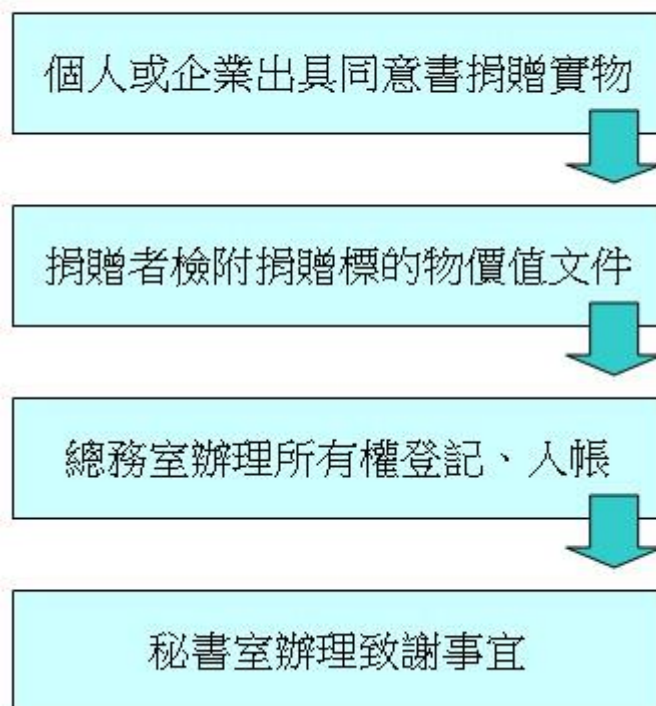 個人或企業出具同意書捐贈實物
捐贈者檢附捐贈標的物價值文件
總務室辦理所有權登記、入帳
秘書室辦理致謝事宜